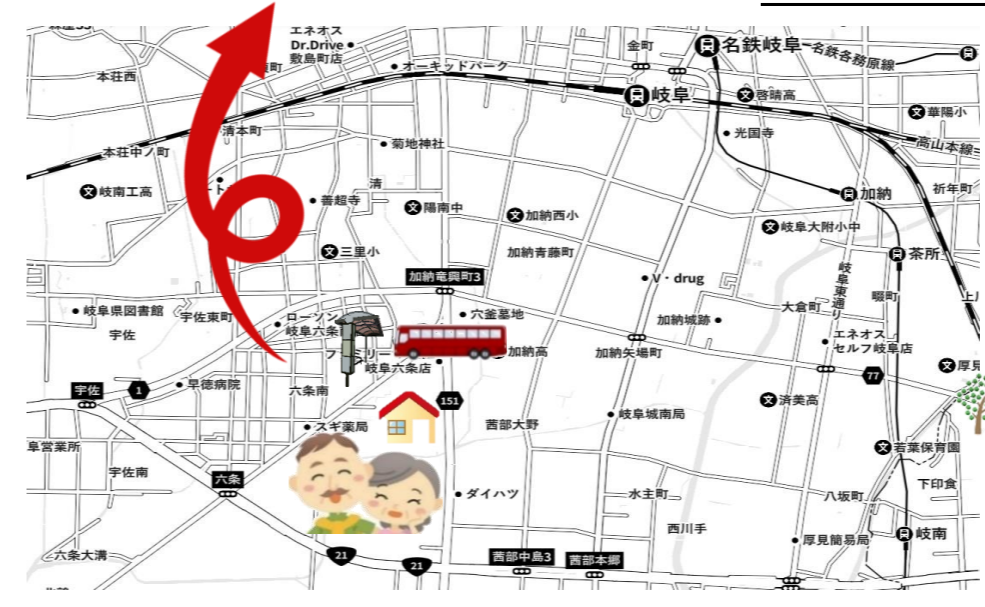 エネオス
Dr.Drive
敷島町店
金町
名鉄岐阜
名鉄各務原線
本荘西
オーキッドパーク
岐阜
啓晴高
華陽小
清本町
光国寺
高山本線
本荘中ノ町
菊地神社
岐南工高
清
善超寺
陽南中
加納西小
加納
祈年町
岐阜大附小中
三里小
加納青藤町
茶所
加納竜興町3
V・drug
岐阜東通り
畷町
上川
岐阜県図書館
宇佐東町
ローソン
岐阜六条
穴釜墓地
加納城跡
大倉町
宇佐
エネオス
セルフ岐阜店
ファミリー
岐阜六条店
加納高
加納矢場町
厚見
77
宇佐
1
早徳病院
六条南
151
済美高
スギ薬局
茜部大野
岐阜城南局
阜営業所
若葉保育園
宇佐南
六条
ダイハツ
水主町
八坂町
下印食
西川手
岐南
厚見簡易局
六条大溝
21
21
茜部中島3
茜部本郷